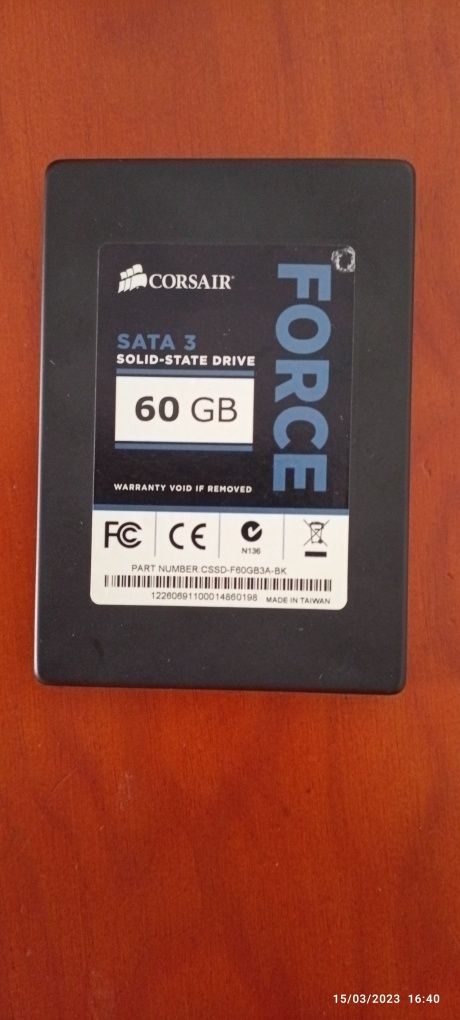 CORSAIR
FORCE
SATA 3
SOLID-STATE DRIVE
60 GB
WARRANTY VOID IF REMOVED
FC CE
N136
PART NUMBER:CSSD-F60GB3A-BK
12260691100014860198 MADE IN TAIWAN
15/03/2023 16:40